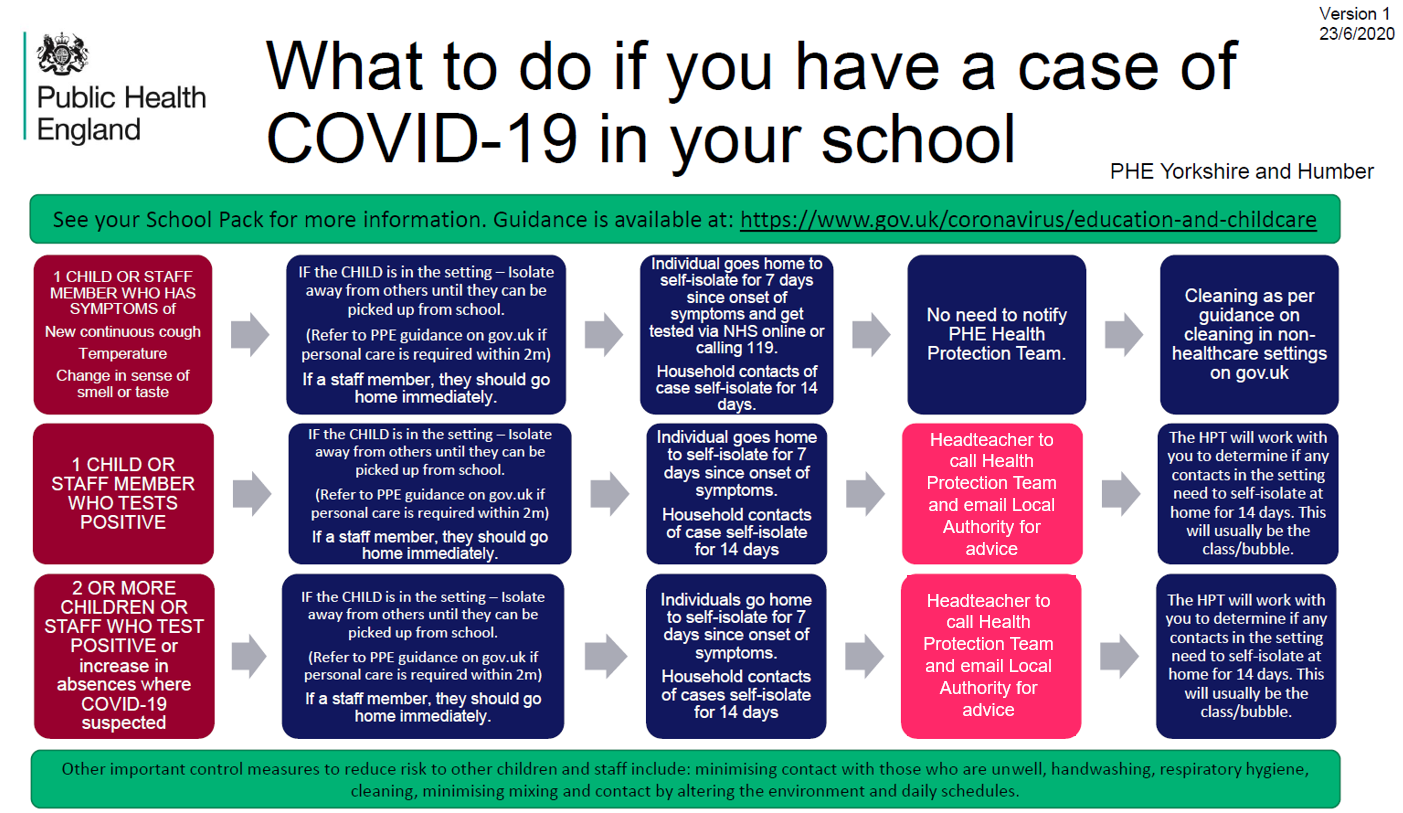 Version 1
23/6/2020
Public Health
England
What to do if you have a case of
COVID-19 in your school
PHE Yorkshire and Humber
See your School Pack for more information. Guidance is available at: https://www.gov.uk/coronavirus/education-and-childcare
1 CHILD OR STAFF
MEMBER WHO HAS
SYMPTOMS of
New continuous cough
Temperature
Change in sense of
smell or taste
IF the CHILD is in the setting – Isolate
away from others until they can be
picked up from school.
(Refer to PPE guidance on gov.uk if
personal care is required within 2m)
If a staff member, they should go
home immediately.
Individual goes home to
self-isolate for 7 days
since onset of
symptoms and get
tested via NHS online or
calling 119.
Household contacts of
case self-isolate for 14
days.
No need to notify
PHE Health
Protection Team.
Cleaning as per
guidance on
cleaning in non-
healthcare settings
on gov.uk
1 CHILD OR
STAFF MEMBER
WHO TESTS
POSITIVE
IF the CHILD is in the setting – Isolate
away from others until they can be
picked up from school.
(Refer to PPE guidance on gov.uk if
personal care is required within 2m)
If a staff member, they should go
home immediately.
Individual goes home
to self-isolate for 7
days since onset of
symptoms.
Household contacts
of case self-isolate
for 14 days
Headteacher to
call Health
Protection Team
and email Local
Authority for
advice
The HPT will work with
you to determine if any
contacts in the setting
need to self-isolate at
home for 14 days. This
will usually be the
class/bubble.
2 OR MORE
CHILDREN OR
STAFF WHO TEST
POSITIVE or
increase in
absences where
COVID-19
suspected
IF the CHILD is in the setting – Isolate
away from others until they can be
picked up from school.
(Refer to PPE guidance on gov.uk if
personal care is required within 2m)
If a staff member, they should go
home immediately.
Individuals go home
to self-isolate for 7
days since onset of
symptoms.
Household contacts
of cases self-isolate
for 14 days
Headteacher to
call Health
Protection Team
and email Local
Authority for
advice
The HPT will work with
you to determine if any
contacts in the setting
need to self-isolate at
home for 14 days. This
will usually be the
class/bubble.
Other important control measures to reduce risk to other children and staff include: minimising contact with those who are unwell, handwashing, respiratory hygiene,
cleaning, minimising mixing and contact by altering the environment and daily schedules.